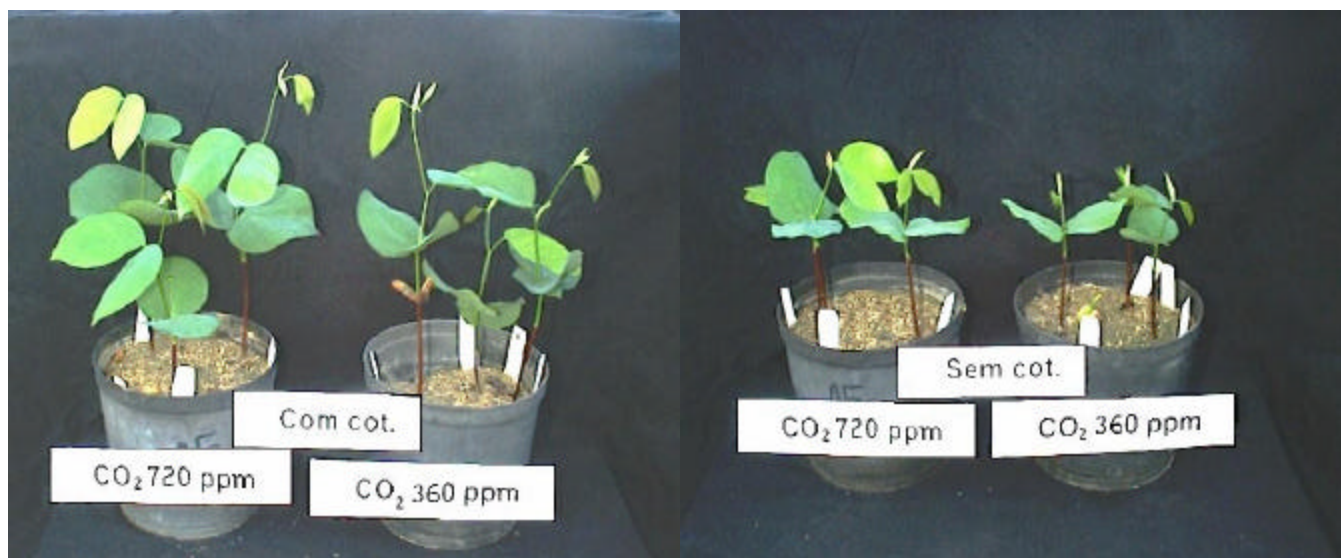 Com cot.
CO₂ 720 ppm
CO₂ 360 ppm
Sem cot.
CO₂ 720 ppm
CO₂ 360 ppm